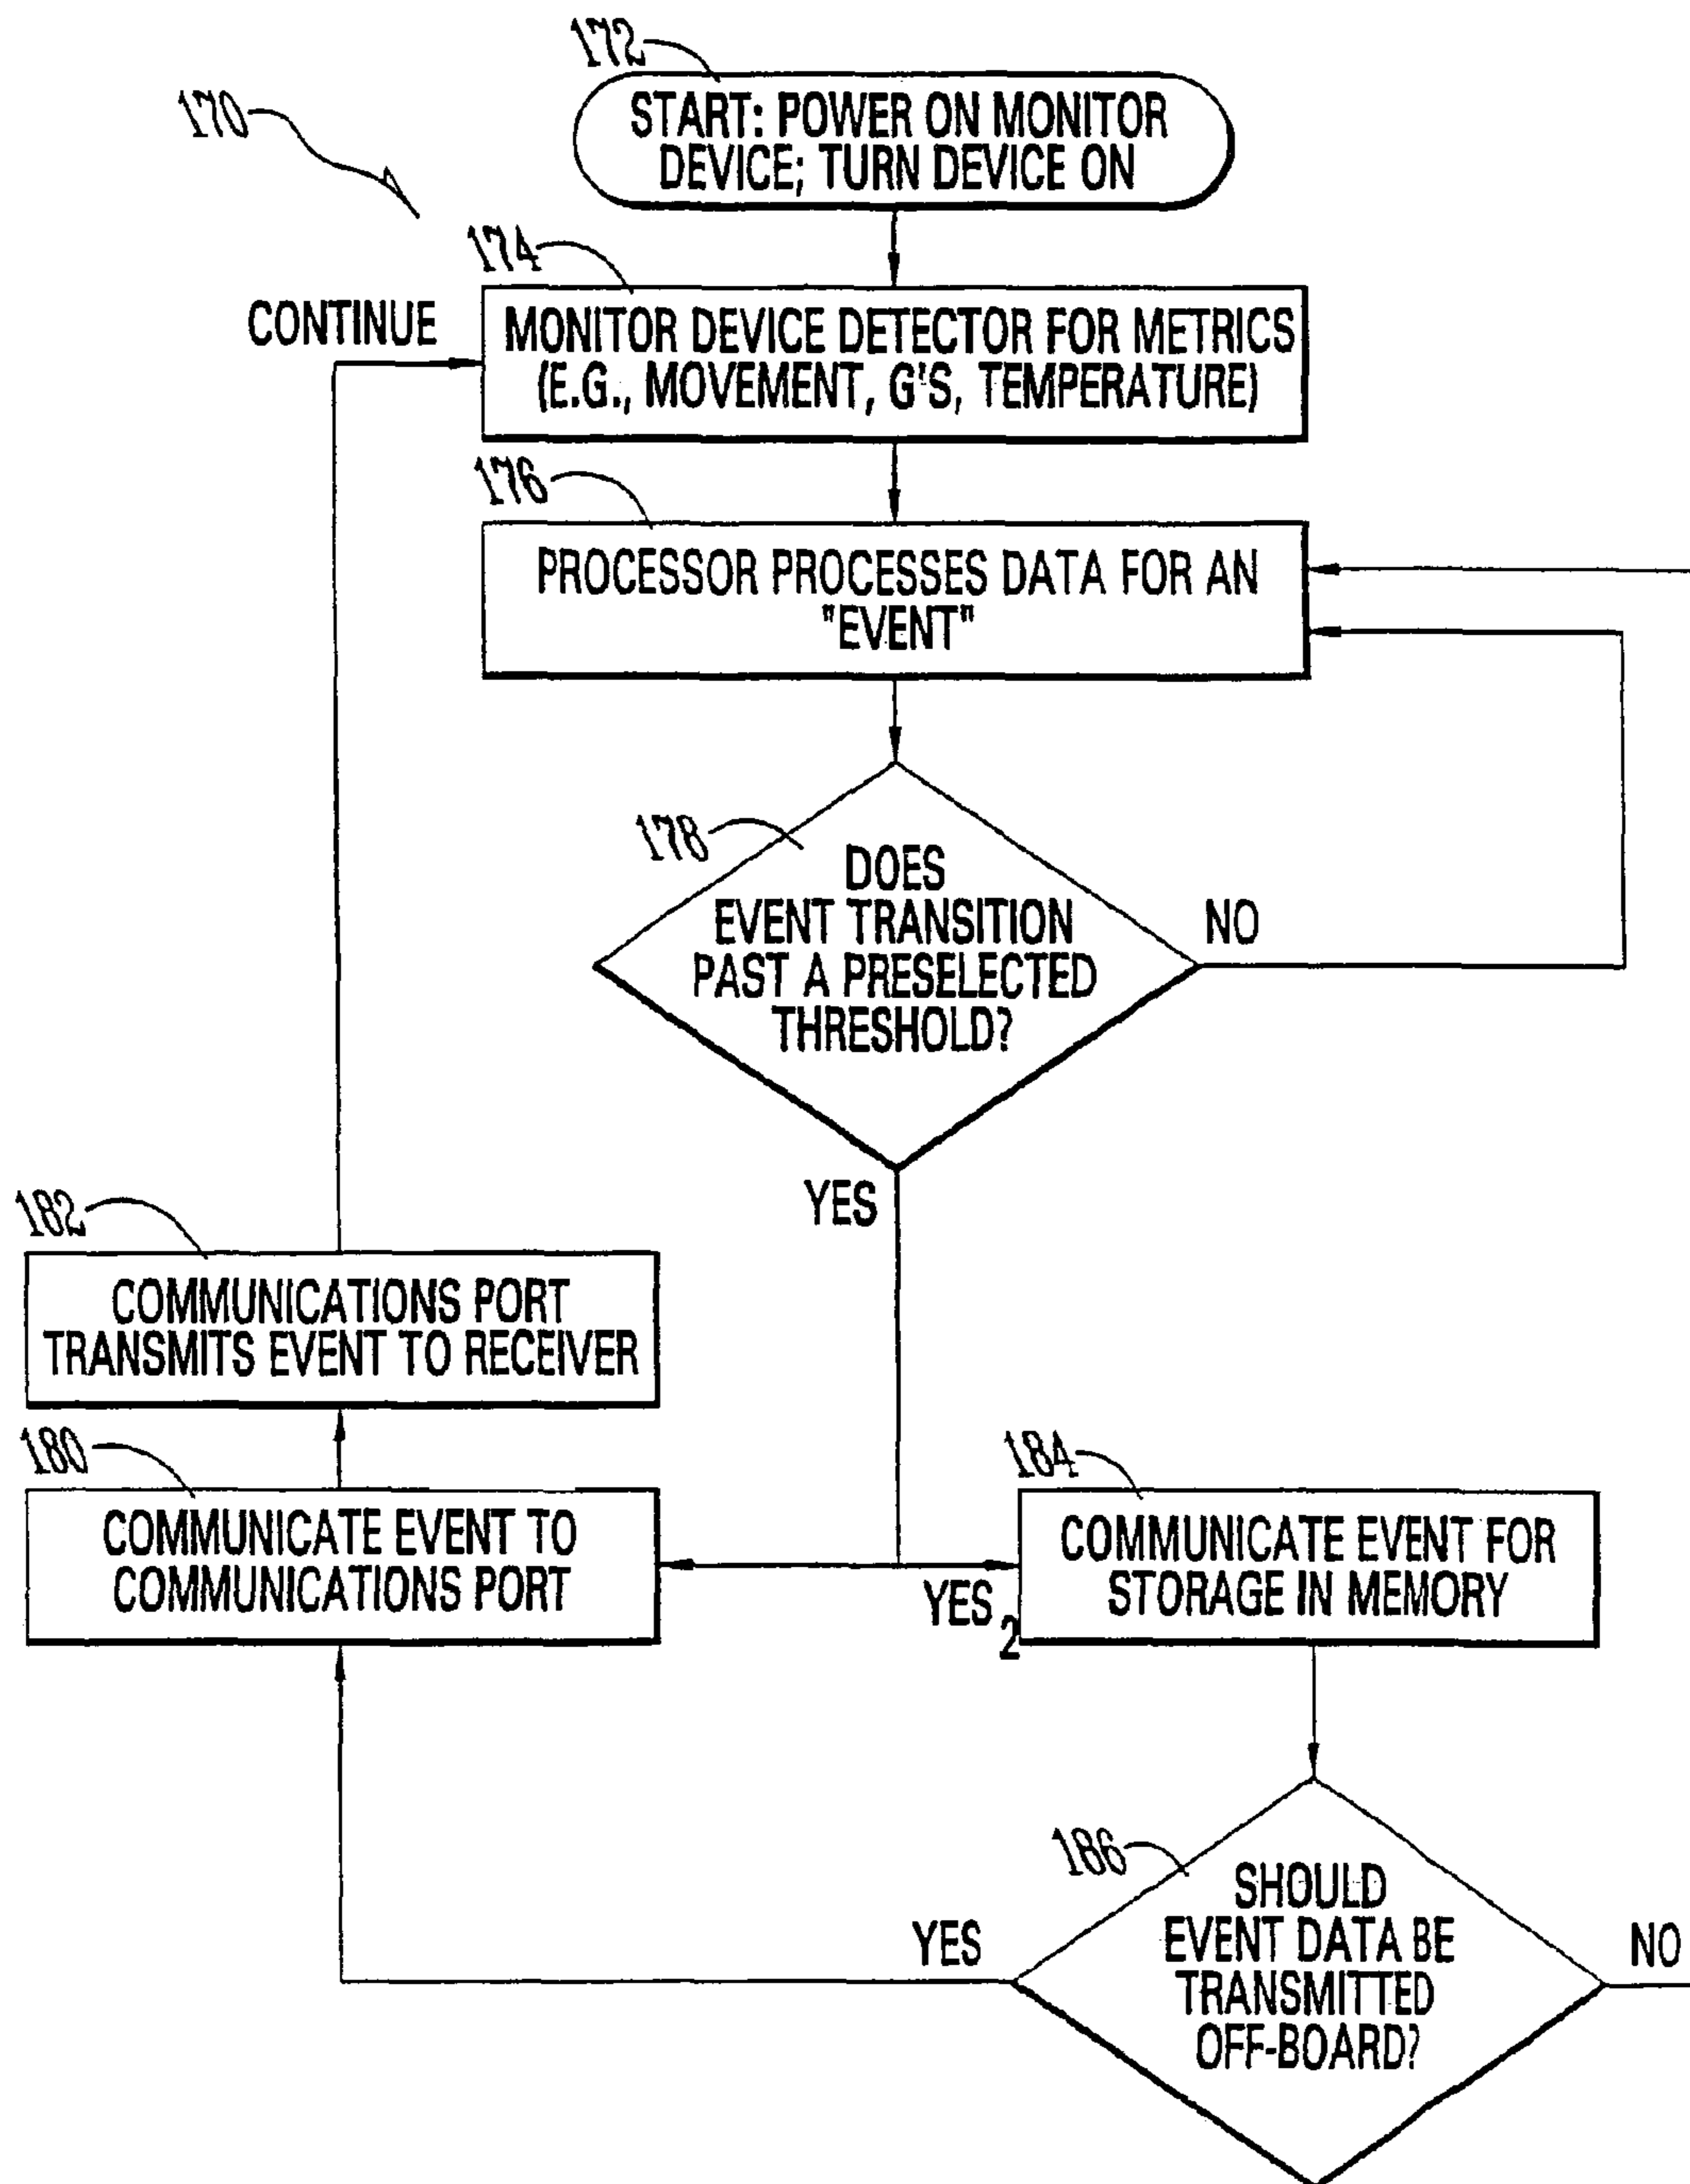 172
START: POWER ON MONITOR
DEVICE; TURN DEVICE ON
170
174
CONTINUE
MONITOR DEVICE DETECTOR FOR METRICS
(E.G., MOVEMENT, G'S, TEMPERATURE)
176
PROCESSOR PROCESSES DATA FOR AN
"EVENT"
178
DOES
EVENT TRANSITION
PAST A PRESELECTED
THRESHOLD?
NO
YES
182
COMMUNICATIONS PORT
TRANSMITS EVENT TO RECEIVER
180
COMMUNICATE EVENT TO
COMMUNICATIONS PORT
YES2
184
COMMUNICATE EVENT FOR
STORAGE IN MEMORY
186
SHOULD
EVENT DATA BE
TRANSMITTED
OFF-BOARD?
YES
NO